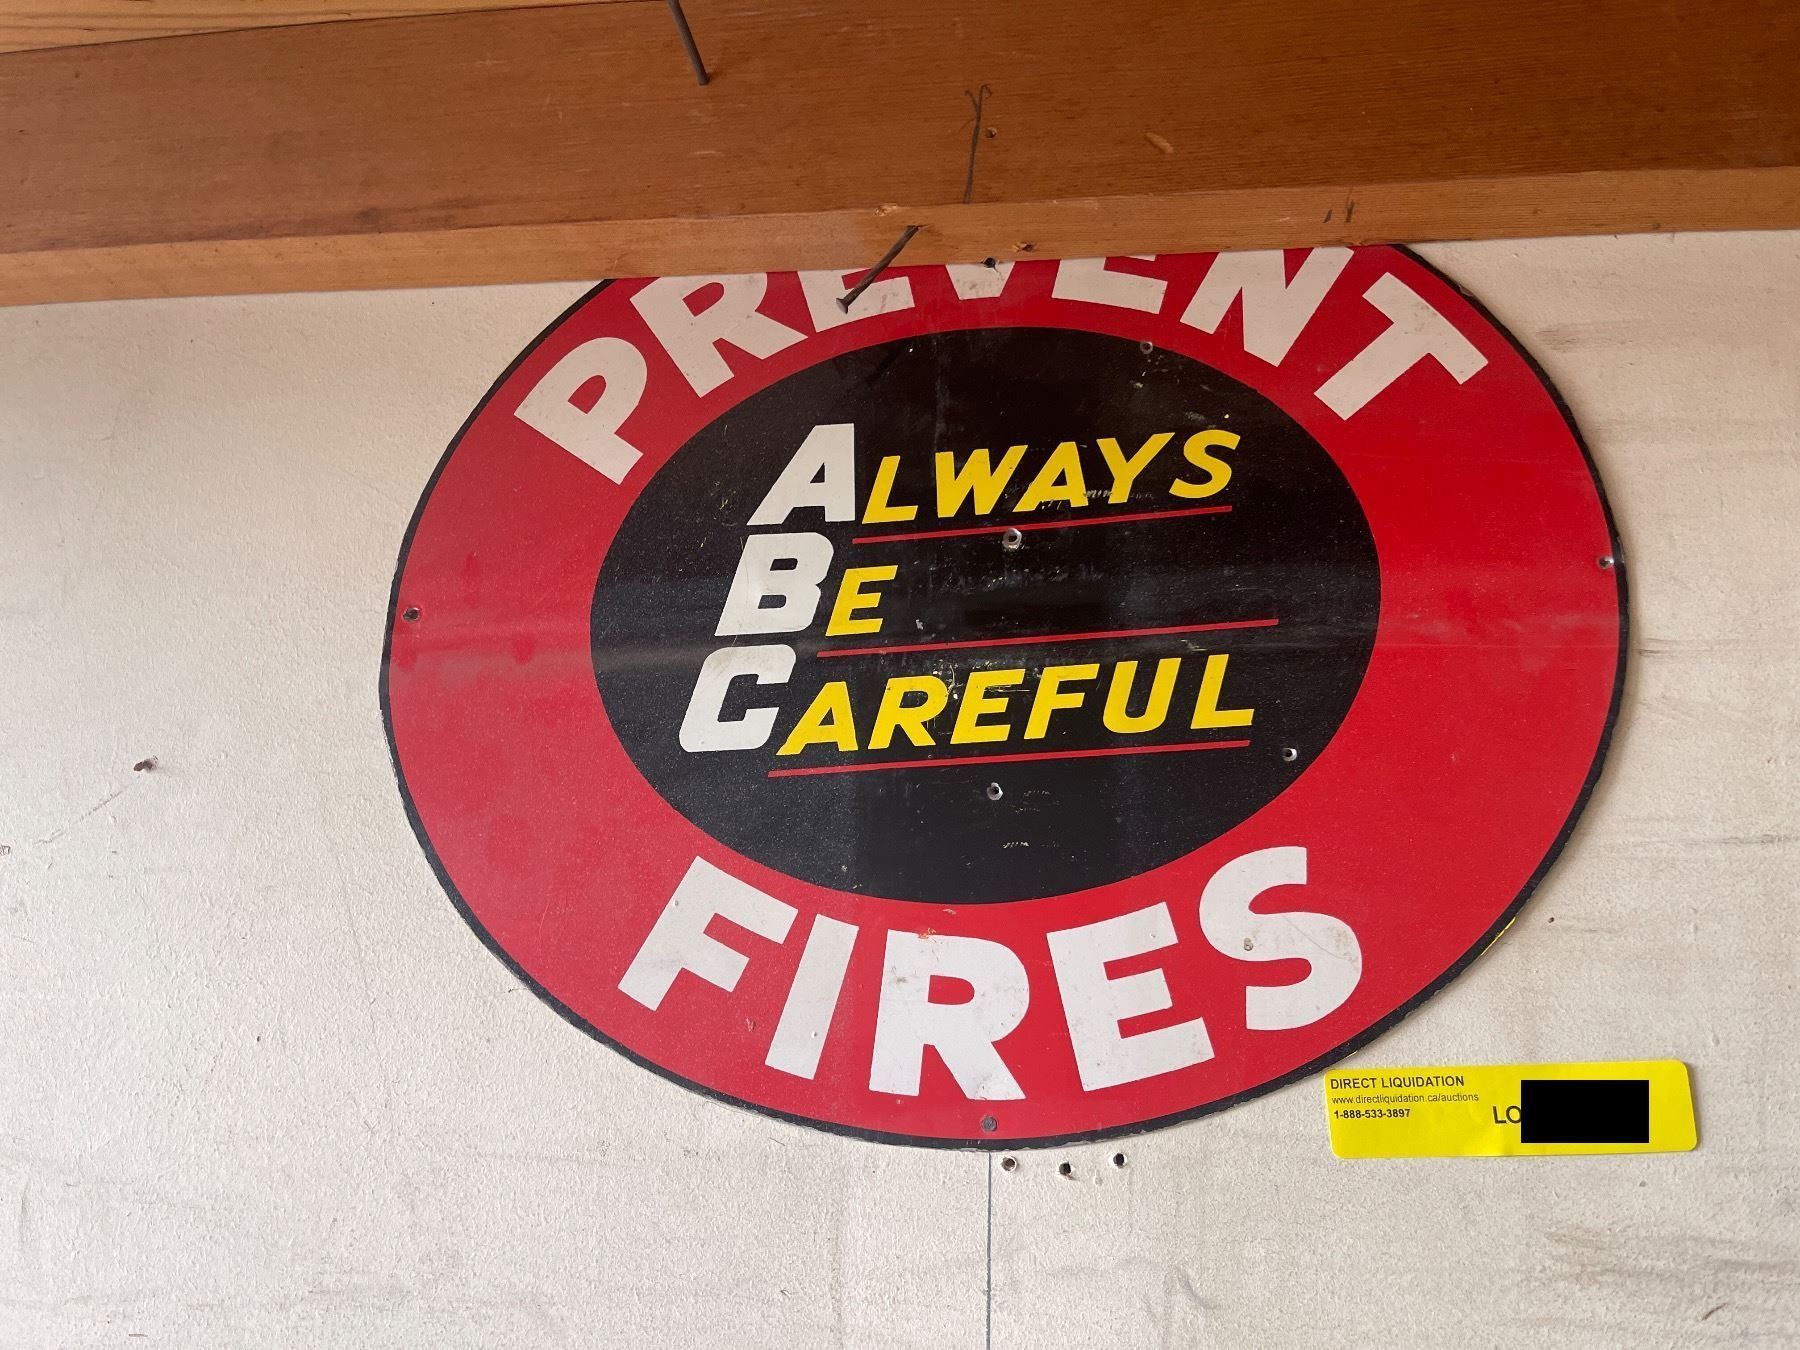 PREVENT
ALWAYS
BE
CAREFUL
FIRES
DIRECT LIQUIDATION
www.directliquidation.ca/auctions
1-888-533-3897
LO